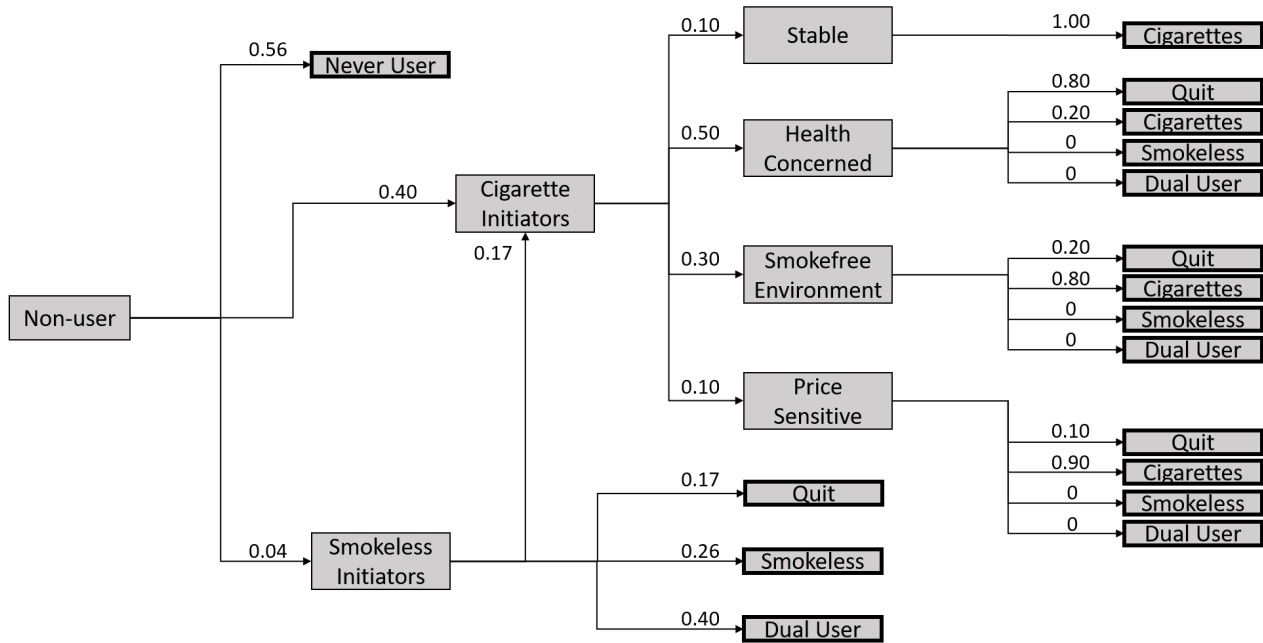 0.56
Never User
0.40
Cigarette
Initiators
0.17
Non-user
0.04
Smokeless
Initiators
0.10
Stable
1.00
Cigarettes
0.50
Health
Concerned
0.80
Quit
0.20
Cigarettes
0
Smokeless
0
Dual User
0.30
Smokefree
Environment
0.20
Quit
0.80
Cigarettes
0
Smokeless
0
Dual User
0.10
Price
Sensitive
0.10
Quit
0.90
Cigarettes
0
Smokeless
0
Dual User
0.17
Quit
0.26
Smokeless
0.40
Dual User